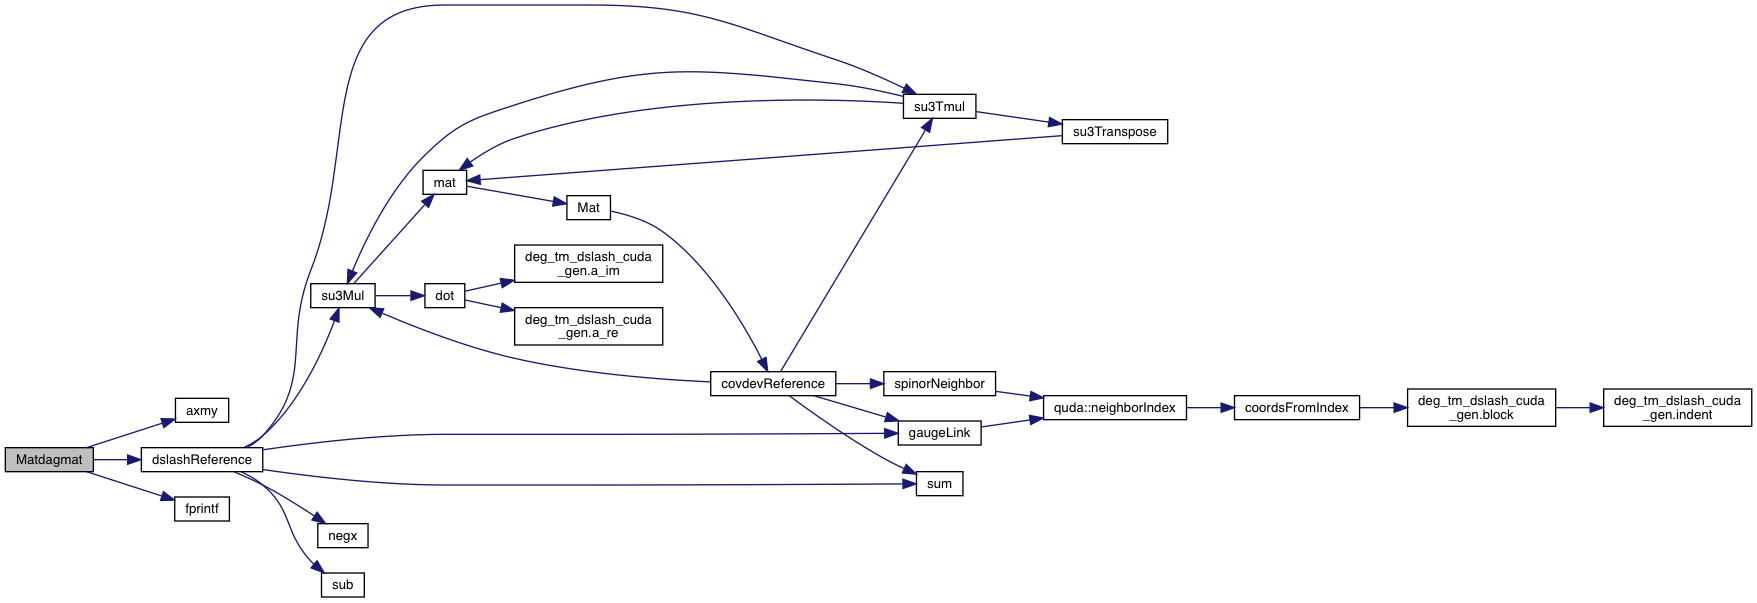 su3Tmul
su3Transpose
mat
Mat
deg_tm_dslash_cuda
_gen.a_im
su3Mul
dot
deg_tm_dslash_cuda
_gen.a_re
covdevReference
spinorNeighbor
quda::neighborIndex
coordsFromIndex
deg_tm_dslash_cuda
_gen.block
deg_tm_dslash_cuda
_gen.indent
axmy
gaugeLink
Matdagmat
dslashReference
sum
fprintf
negx
sub